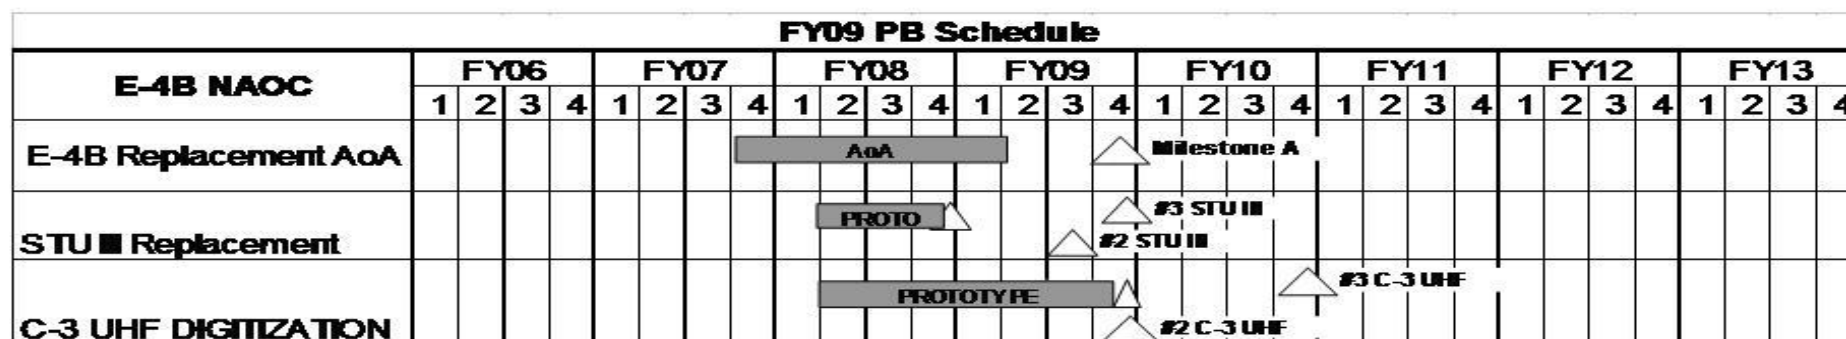 FY09 PB Schedule
E-4B NAOC FY06 FY07 FY08 FY09 FY10 FY11 FY12 FY13
1 2 3 4 1 2 3 4 1 2 3 4 1 2 3 4 1 2 3 4 1 2 3 4 1 2 3 4 1 2 3 4
E-4B Replacement AoA AoA Milestone A
PROTO #3 STU III
STU III Replacement #2 STU III
PROTOTYPE #3 C-3 UHF
C-3 UHF DIGITIZATION #2 C-3 UHF